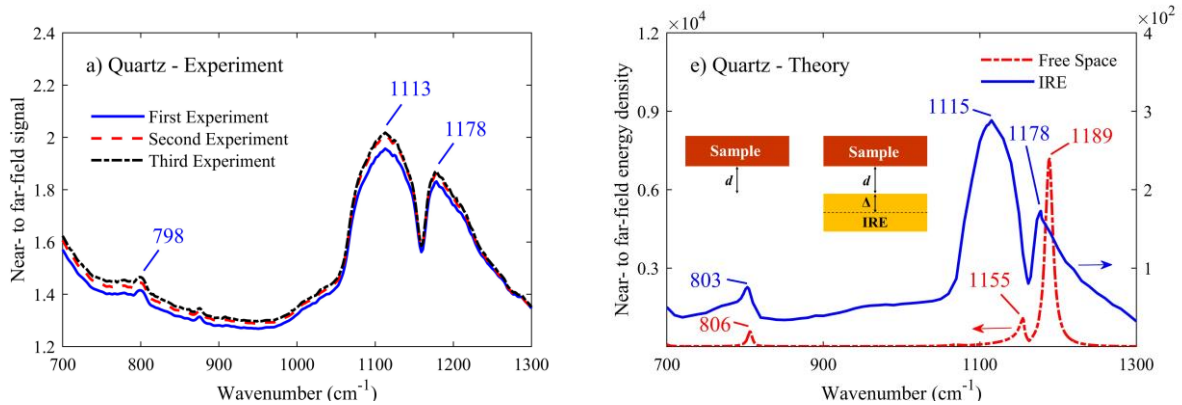 2.4
2.2
2
1.8
1.6
1.4
1.2
700
800
900
1000
1100
1200
1300
Near- to far-field signal
Wavenumber (cm⁻¹)
a) Quartz - Experiment
First Experiment
Second Experiment
Third Experiment
798
1113
1178
×10⁴
1.2
0.9
0.6
0.3
700
900
1100
1300
Near- to far-field energy density
Wavenumber (cm⁻¹)
e) Quartz - Theory
Free Space
IRE
×10²
4
3
2
1
0
1115
1178
1189
803
806
1155
Sample
d
Sample
d
Δ
IRE